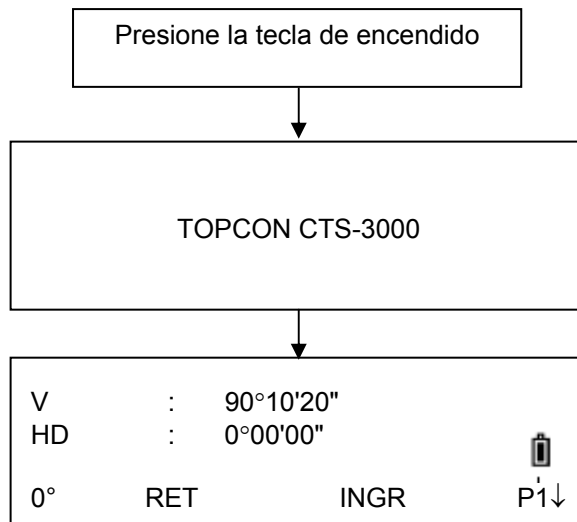 Presione la tecla de encendido
TOPCON CTS-3000
V : 90°10'20"
HD : 0°00'00"
0° RET INGR P1↓